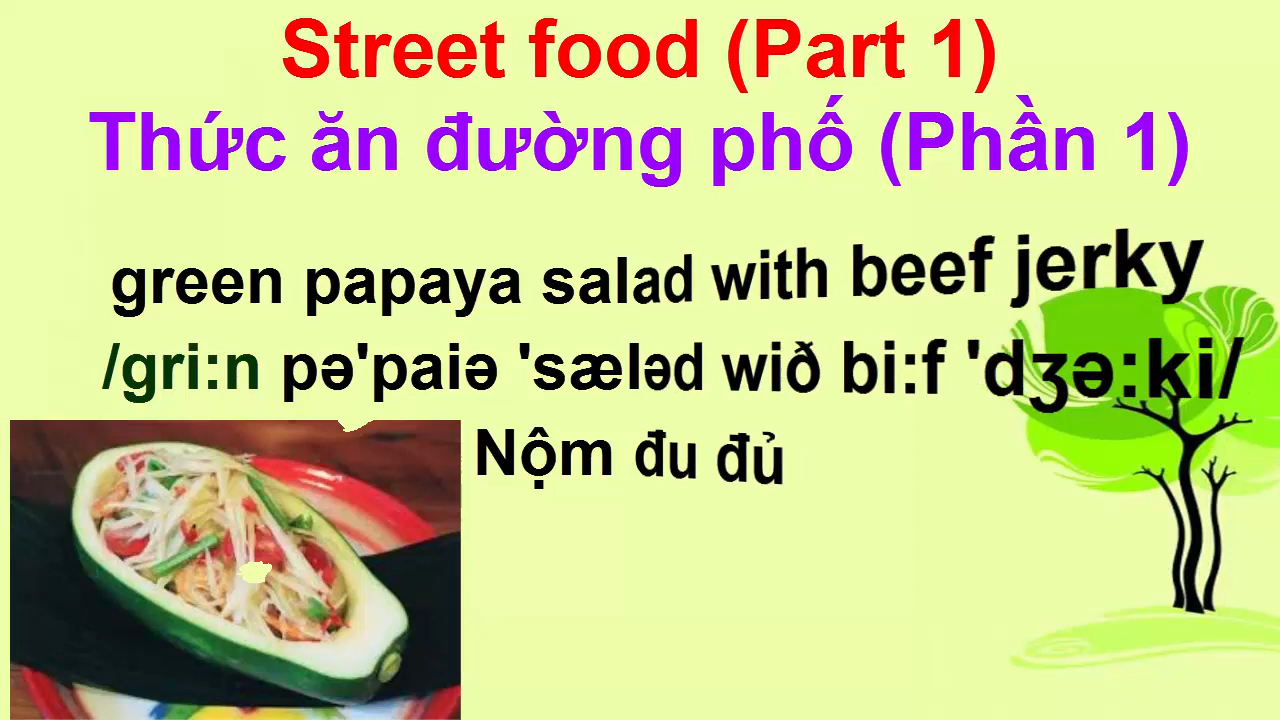 Street food (Part 1)
Thức ăn đường phố (Phần 1)
green papaya salad with beef jerky
/gri:n pə'paiə 'sæləd wið bi:f 'dʒə:ki/
Nộm đu đủ